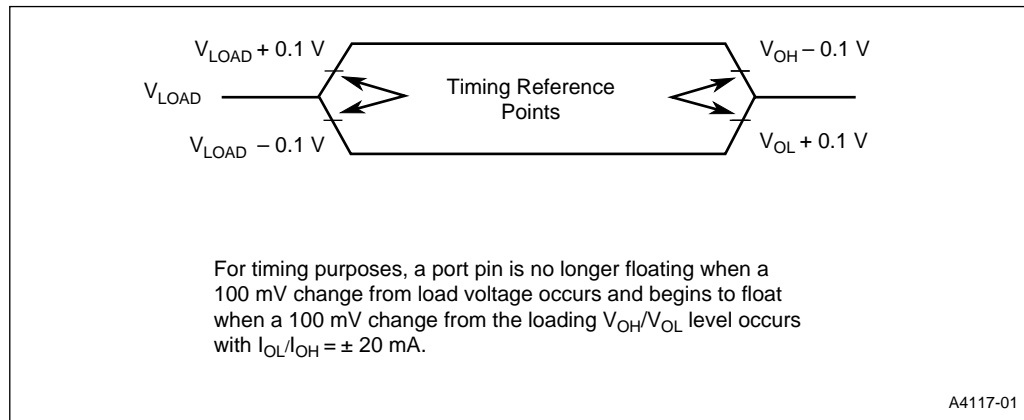 V_LOAD + 0.1 V
V_OH – 0.1 V
V_LOAD
Timing Reference
Points
V_LOAD – 0.1 V
V_OL + 0.1 V
For timing purposes, a port pin is no longer floating when a
100 mV change from load voltage occurs and begins to float
when a 100 mV change from the loading V_OH/V_OL level occurs
with I_OL/I_OH = ± 20 mA.
A4117-01